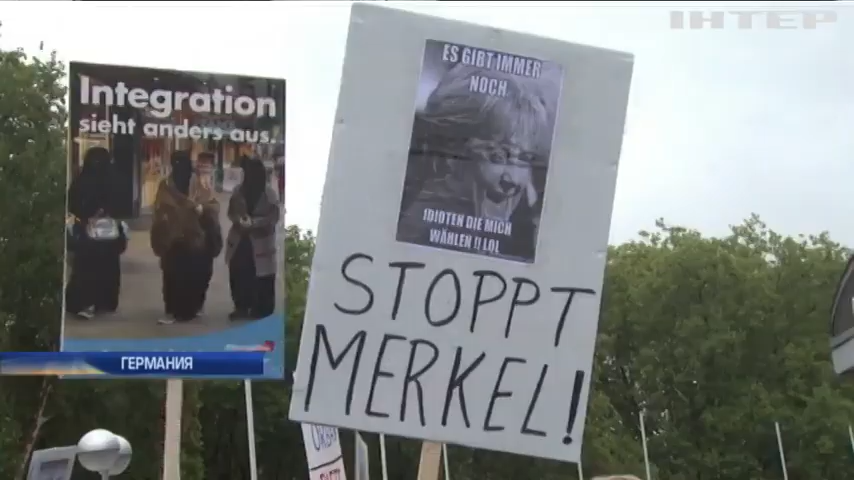 ІНТЕР
Integration
sieht anders aus.
ES GIBT IMMER
NOCH
IDIOTEN DIE MICH
WÄHLEN !! LOL
STOPPT
MERKEL!
ГЕРМАНИЯ